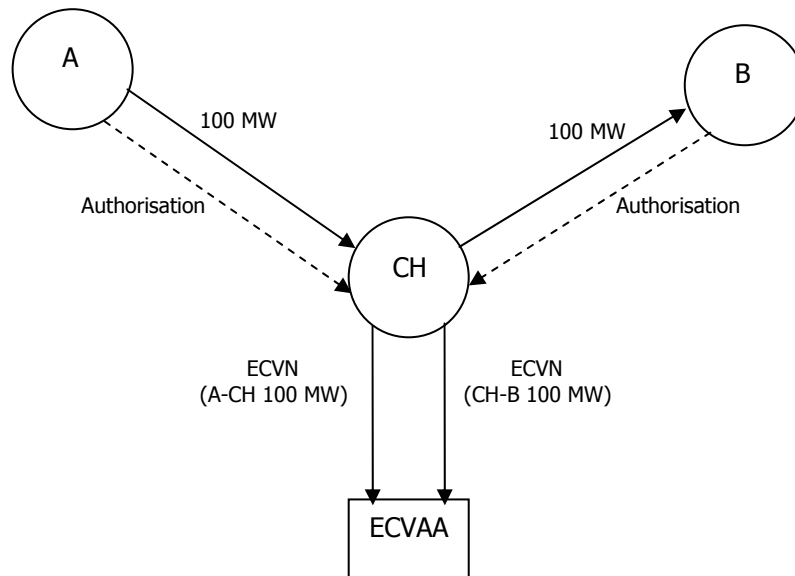 A
B
100 MW
100 MW
Authorisation
Authorisation
CH
ECVN
(A-CH 100 MW)
ECVN
(CH-B 100 MW)
ECVAA